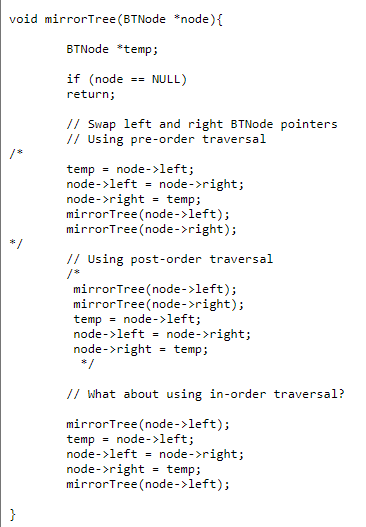 void mirrorTree(BTNode *node){
BTNode *temp;
if (node == NULL)
return;
// Swap left and right BTNode pointers
// Using pre-order traversal
/*
temp = node->left;
node->left = node->right;
node->right = temp;
mirrorTree(node->left);
mirrorTree(node->right);
*/
// Using post-order traversal
/*
mirrorTree(node->left);
mirrorTree(node->right);
temp = node->left;
node->left = node->right;
node->right = temp;
*/
// What about using in-order traversal?
mirrorTree(node->left);
temp = node->left;
node->left = node->right;
node->right = temp;
mirrorTree(node->left);
}